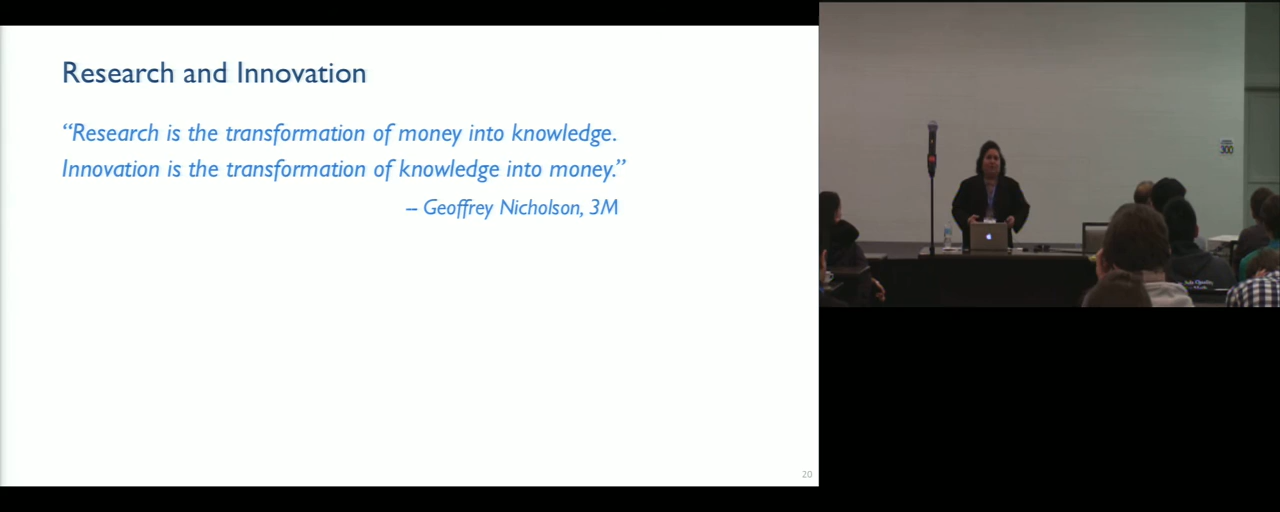 Research and Innovation
“Research is the transformation of money into knowledge.
Innovation is the transformation of knowledge into money.”
– Geoffrey Nicholson, 3M
20
300